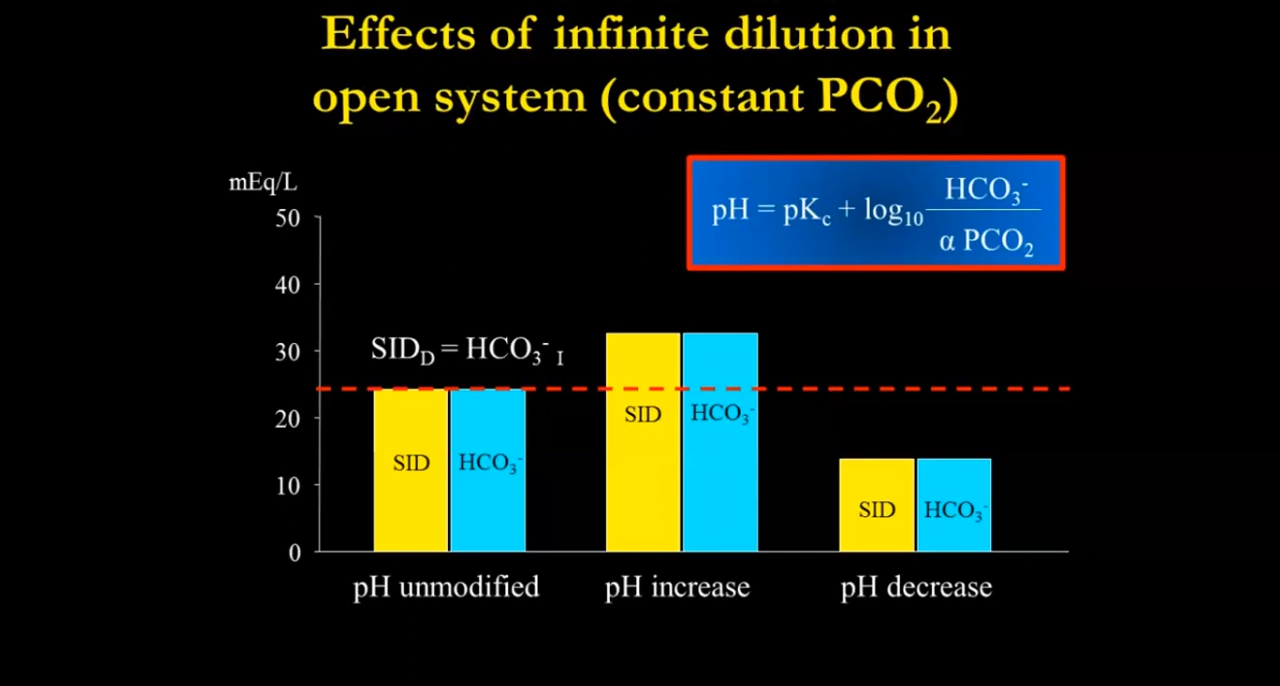 Effects of infinite dilution in
open system (constant PCO₂)
mEq/L
50
40
30
20
10
0
pH = pKc + log₁₀ HCO₃⁻ / α PCO₂
SID_D = HCO₃⁻ I
SID HCO₃⁻
SID HCO₃⁻
SID HCO₃⁻
pH unmodified pH increase pH decrease